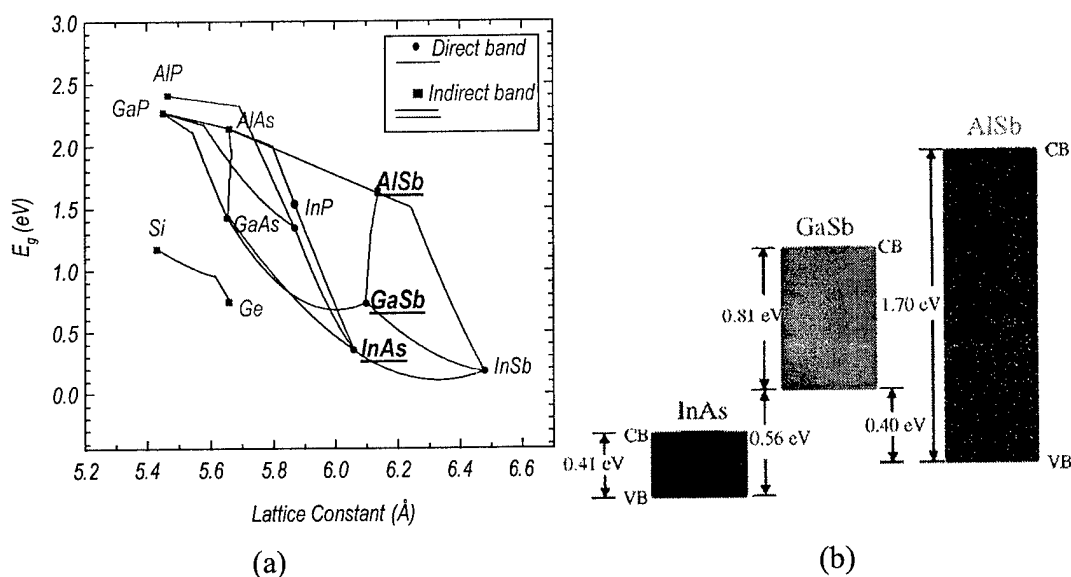 3.0
2.5
2.0
1.5
1.0
0.5
0.0
E_g (eV)
5.2 5.4 5.6 5.8 6.0 6.2 6.4 6.6
Lattice Constant (Å)
Direct band
Indirect band
AlP
GaP
AlAs
AlSb
InP
GaAs
Si
Ge
GaSb
InAs
InSb
(a)
AlSb
CB
GaSb
CB
0.81 eV
1.70 eV
InAs
CB
0.41 eV
VB
0.56 eV
0.40 eV
VB
(b)